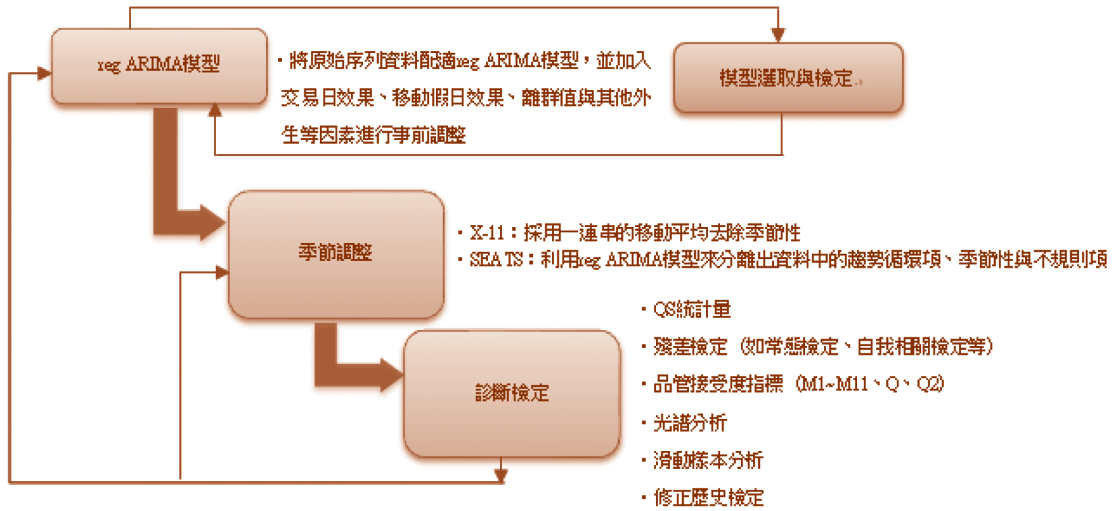 reg ARIMA模型
·將原始序列資料配適reg ARIMA模型，並加入
交易日效果、移動假日效果、離群值與其他外
生等因素進行事前調整
模型選取與檢定
季節調整
·X-11：採用一連串的移動平均去除季節性
·SEATS：利用reg ARIMA模型來分離出資料中的趨勢循環項、季節性與不規則項
診斷檢定
·QS統計量
·殘差檢定（如常態檢定、自我相關檢定等）
·品管接受度指標（M1~M11、Q、Q2）
·光譜分析
·滑動樣本分析
·修正歷史檢定